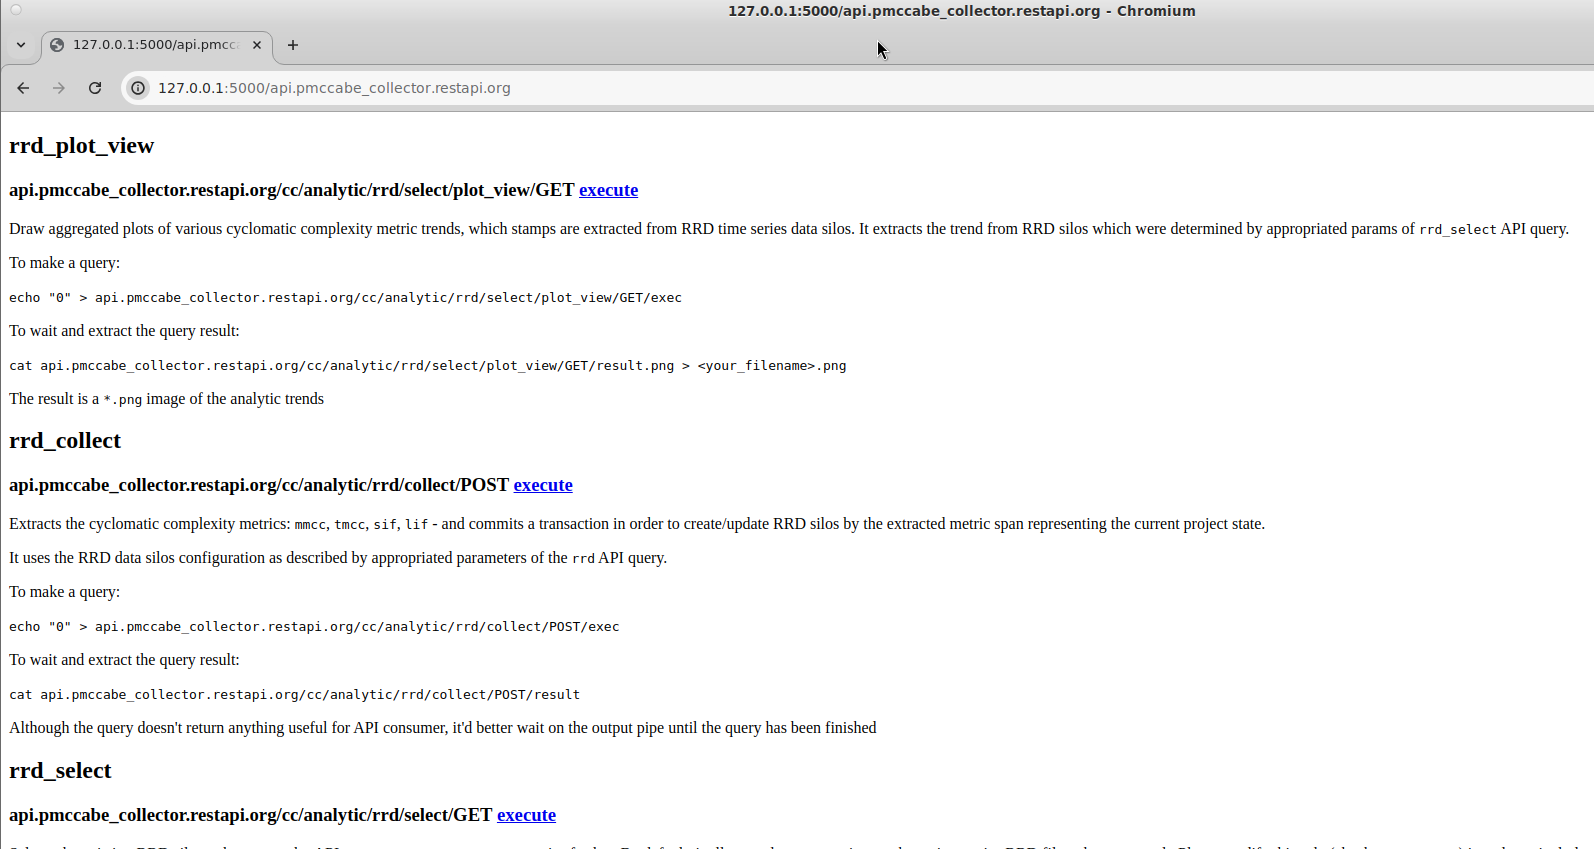 127.0.0.1:5000/api.pmccabe_collector.restapi.org - Chromium
127.0.0.1:5000/api.pmcc
127.0.0.1:5000/api.pmccabe_collector.restapi.org
rrd_plot_view
api.pmccabe_collector.restapi.org/cc/analytic/rrd/select/plot_view/GET execute
Draw aggregated plots of various cyclomatic complexity metric trends, which stamps are extracted from RRD time series data silos. It extracts the trend from RRD silos which were determined by appropriated params of rrd_select API query.
To make a query:
echo "0" > api.pmccabe_collector.restapi.org/cc/analytic/rrd/select/plot_view/GET/exec
To wait and extract the query result:
cat api.pmccabe_collector.restapi.org/cc/analytic/rrd/select/plot_view/GET/result.png > <your_filename>.png
The result is a *.png image of the analytic trends
rrd_collect
api.pmccabe_collector.restapi.org/cc/analytic/rrd/collect/POST execute
Extracts the cyclomatic complexity metrics: mmcc, tmcc, sif, lif - and commits a transaction in order to create/update RRD silos by the extracted metric span representing the current project state.
It uses the RRD data silos configuration as described by appropriated parameters of the rrd API query.
To make a query:
echo "0" > api.pmccabe_collector.restapi.org/cc/analytic/rrd/collect/POST/exec
To wait and extract the query result:
cat api.pmccabe_collector.restapi.org/cc/analytic/rrd/collect/POST/result
Although the query doesn't return anything useful for API consumer, it'd better wait on the output pipe until the query has been finished
rrd_select
api.pmccabe_collector.restapi.org/cc/analytic/rrd/select/GET execute